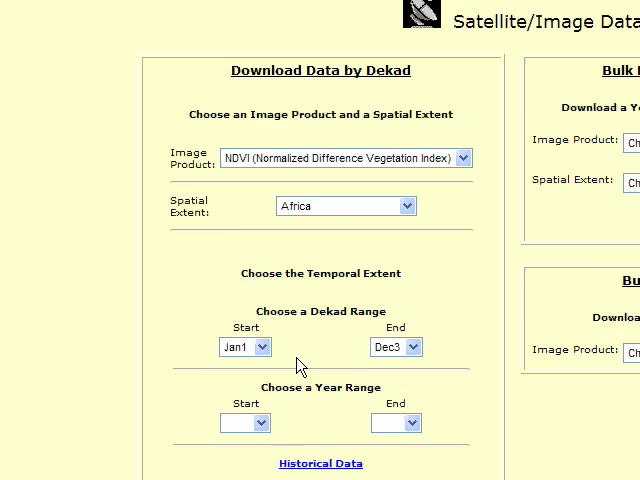 Satellite/Image Data
Download Data by Dekad
Choose an Image Product and a Spatial Extent
Image
Product:
NDVI (Normalized Difference Vegetation Index)
Spatial
Extent:
Africa
Choose the Temporal Extent
Choose a Dekad Range
Start
End
Jan1
Dec3
Choose a Year Range
Start
End
Historical Data
Bulk
Download a
Image Product:
Ch
Spatial Extent:
Ch
Bu
Downloa
Image Product:
Ch